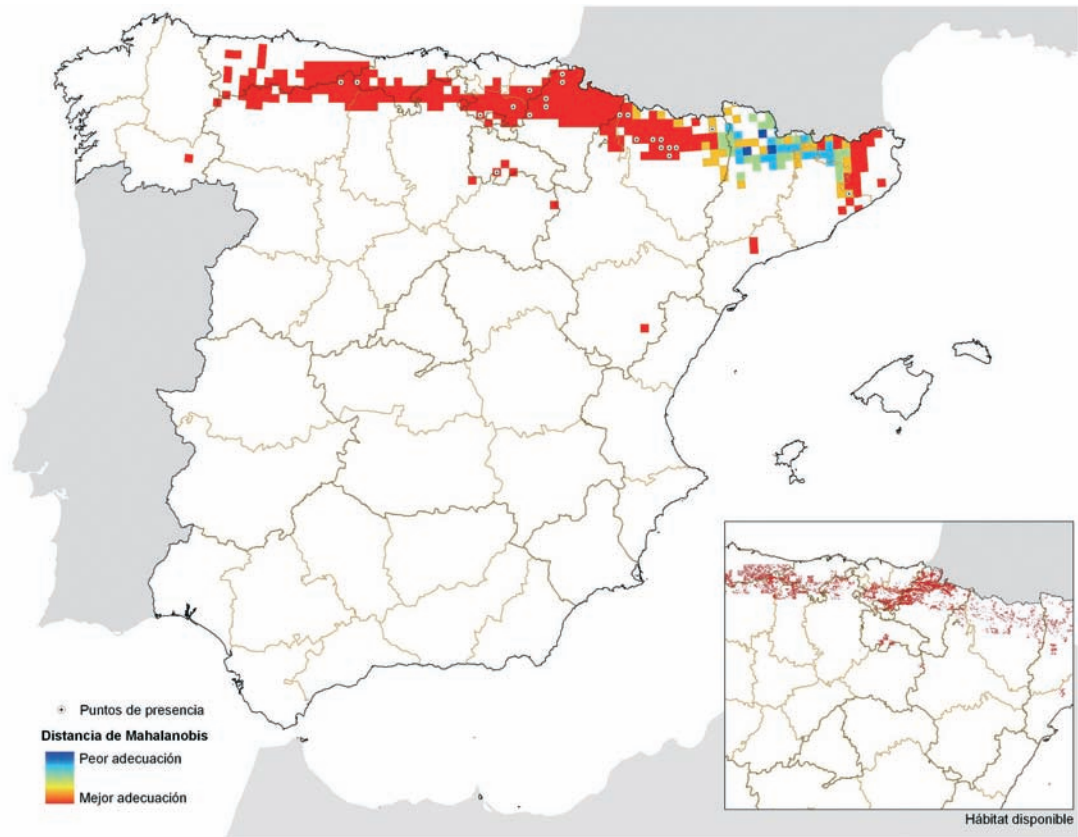 Puntos de presencia
Distancia de Mahalanobis
Peor adecuación
Mejor adecuación
Hábitat disponible